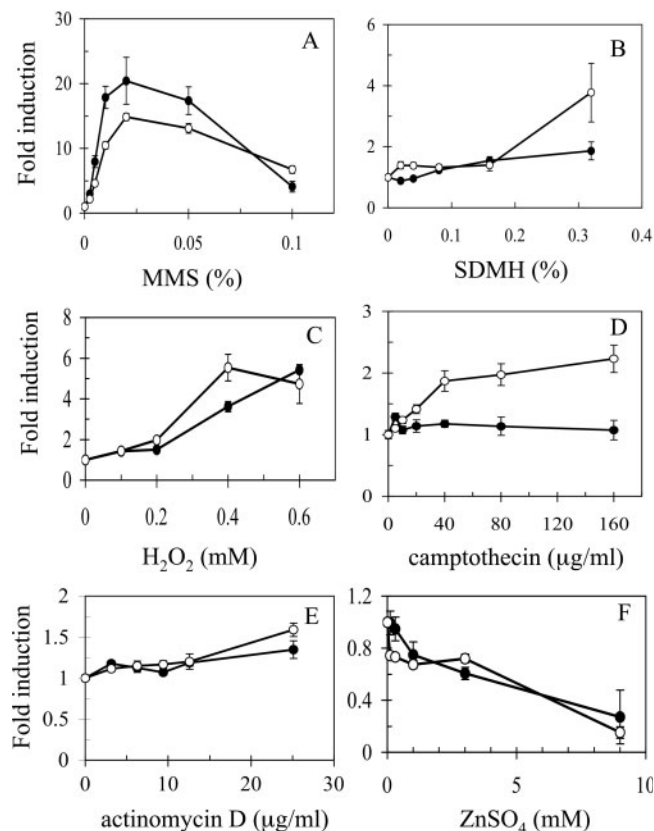 A
Fold induction
30
20
10
0
0 0.05 0.1
MMS (%)
B
6
4
2
0
0 0.1 0.2 0.3 0.4
SDMH (%)
C
Fold induction
8
6
4
2
0
0 0.2 0.4 0.6
H₂O₂ (mM)
D
3
2
1
0
0 40 80 120 160
camptothecin (µg/ml)
E
Fold induction
2
1.5
1
0.5
0
0 10 20 30
actinomycin D (µg/ml)
F
1.2
0.8
0.4
0
0 5 10
ZnSO₄ (mM)